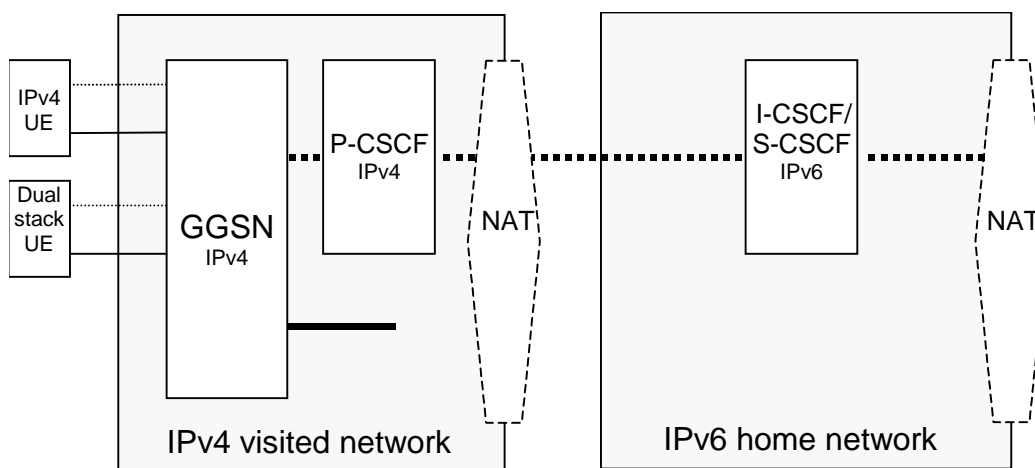 IPv4
UE
Dual
stack
UE
GGSN
IPv4
P-CSCF
IPv4
NAT
IPv4 visited network
I-CSCF/
S-CSCF
IPv6
NAT
IPv6 home network